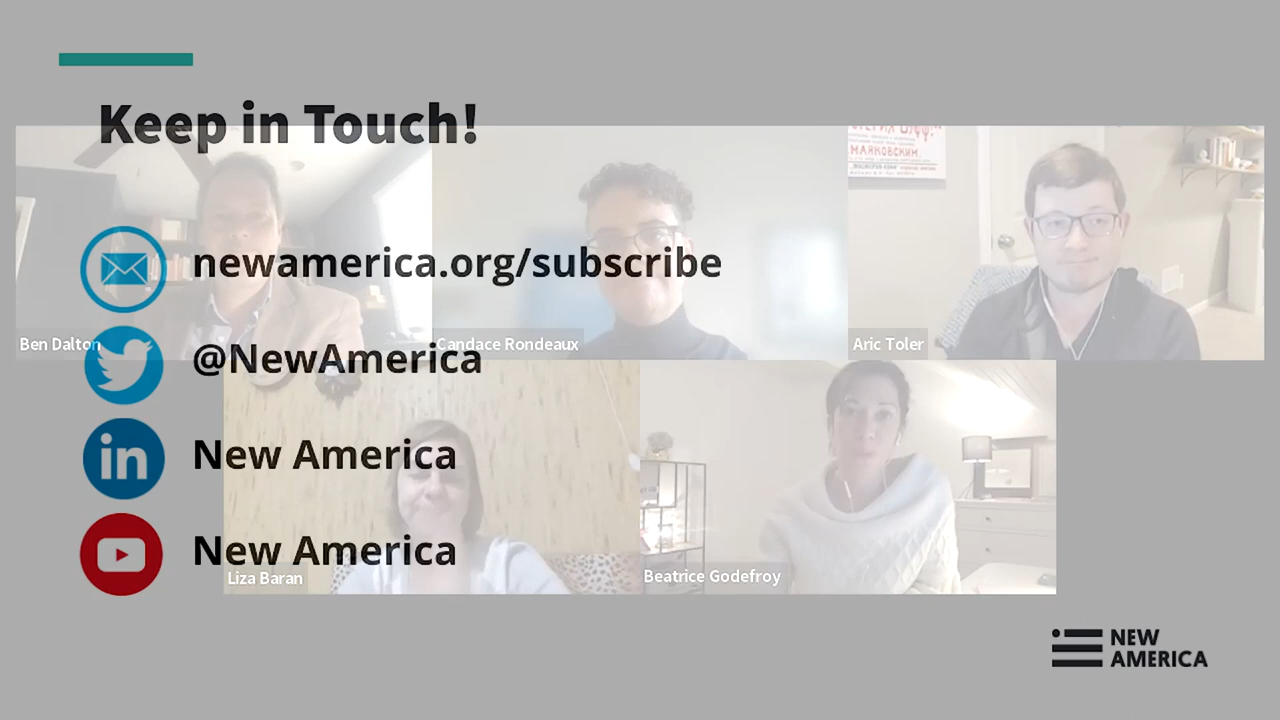 Keep in Touch!
МАЯКОВСКИМ.
newamerica.org/subscribe
Ben Dalton
Candace Rondeaux
Aric Toler
@NewAmerica
New America
New America
Liza Baran
Beatrice Godefroy
NEW
AMERICA